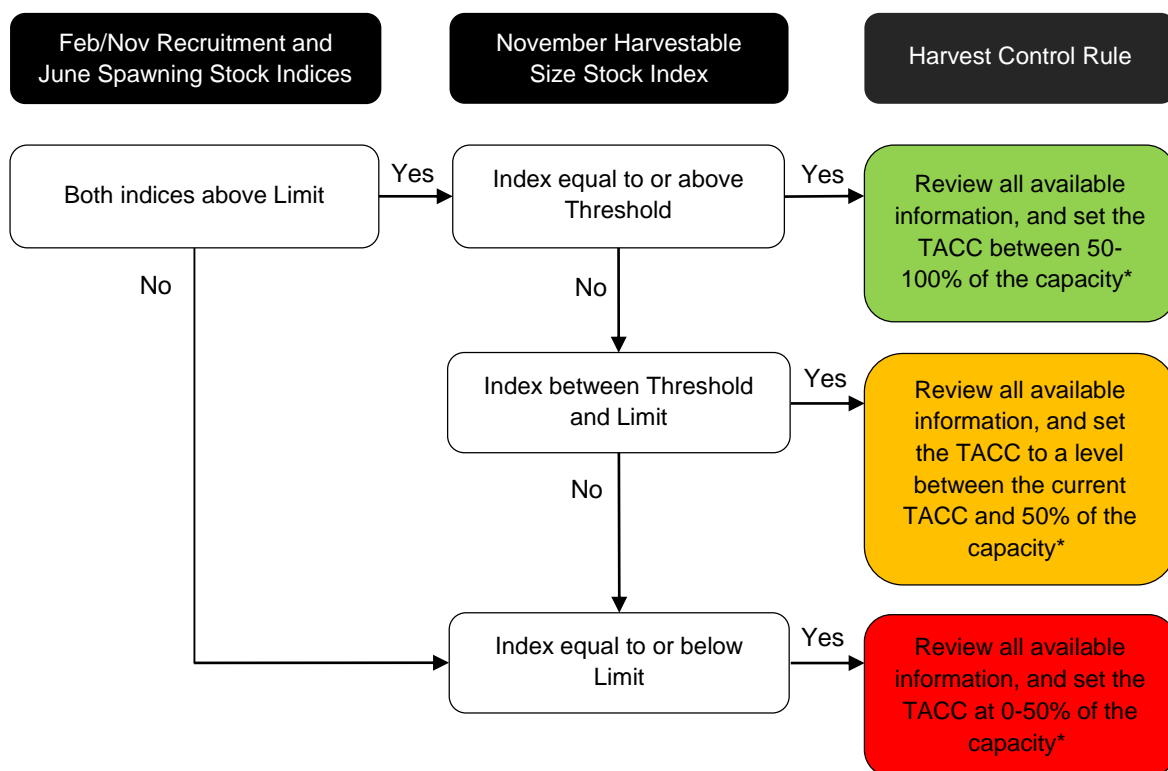 Feb/Nov Recruitment and
June Spawning Stock Indices
November Harvestable
Size Stock Index
Harvest Control Rule
Both indices above Limit
Yes
Index equal to or above
Threshold
Yes
Review all available
information, and set the
TACC between 50-
100% of the capacity*
No
No
Index between Threshold
and Limit
Yes
Review all available
information, and set
the TACC to a level
between the current
TACC and 50% of the
capacity*
No
Index equal to or below
Limit
Yes
Review all available
information, and set the
TACC at 0-50% of the
capacity*